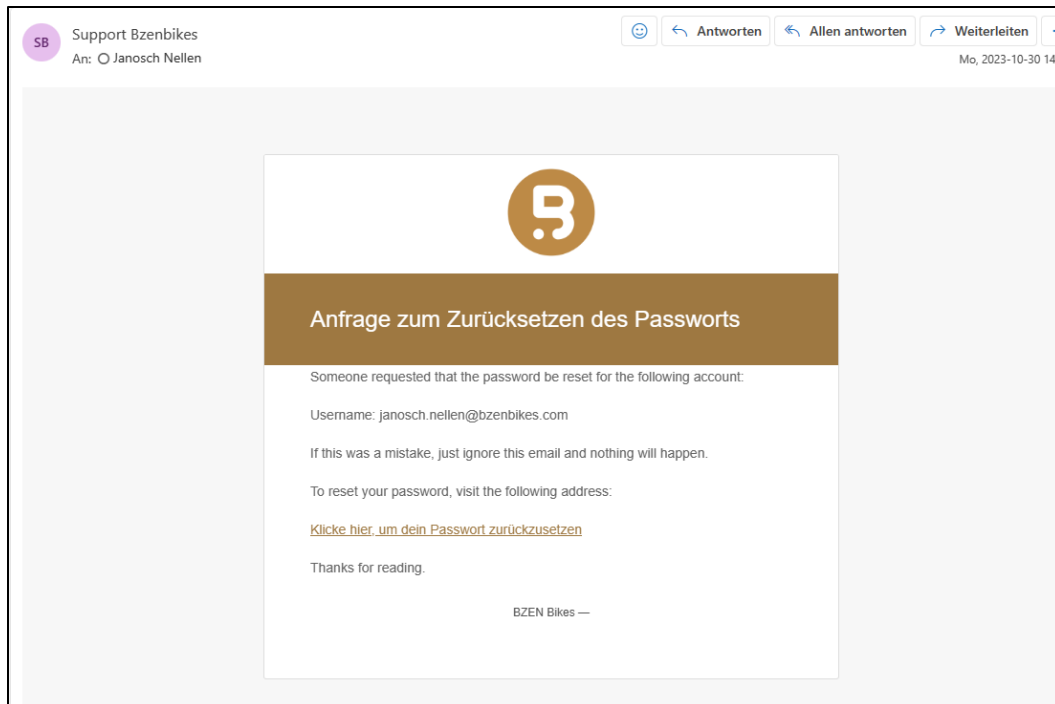 SB
Support Bzenbikes
An: Janosch Nellen
Antworten
Allen antworten
Weiterleiten
Mo, 2023-10-30 14
B
Anfrage zum Zurücksetzen des Passworts
Someone requested that the password be reset for the following account:
Username: janosch.nellen@bzenbikes.com
If this was a mistake, just ignore this email and nothing will happen.
To reset your password, visit the following address:
Klicke hier, um dein Passwort zurückzusetzen
Thanks for reading.
BZEN Bikes —